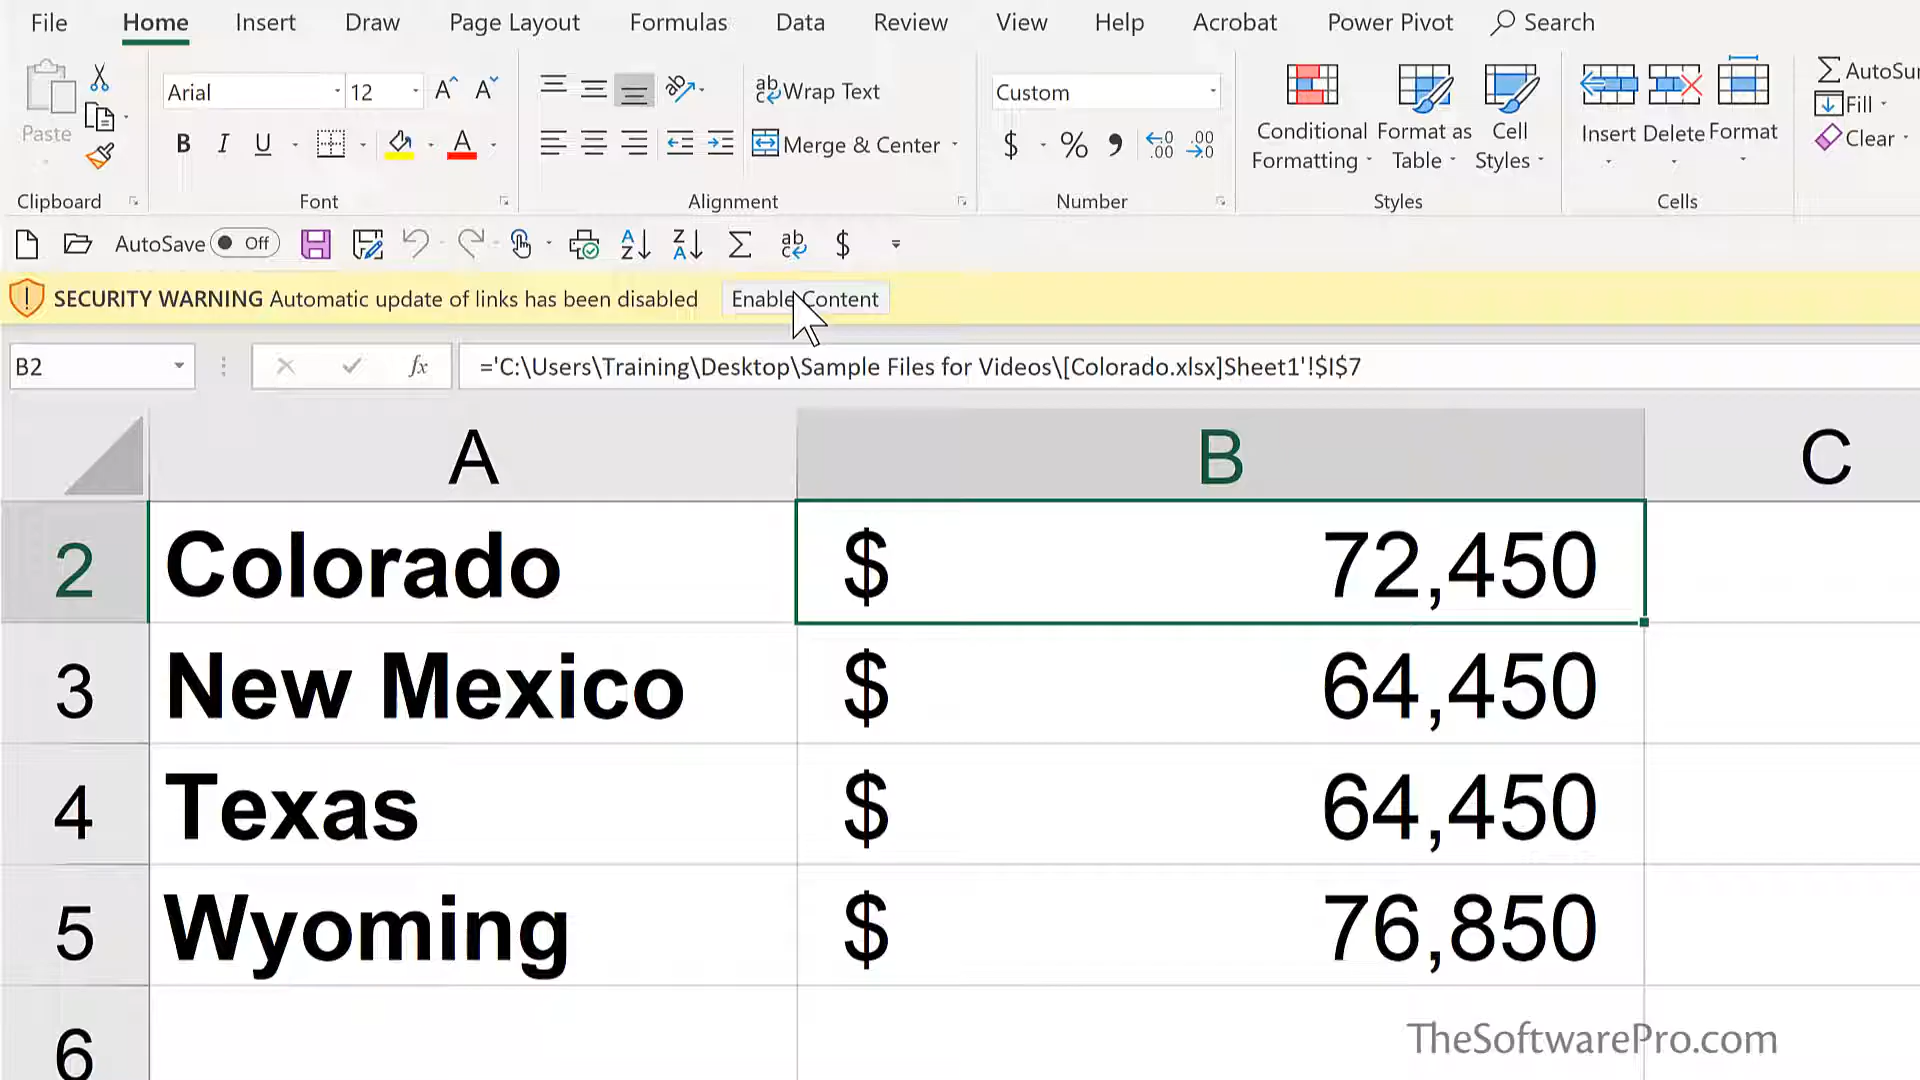 File Home Insert Draw Page Layout Formulas Data Review View Help Acrobat Power Pivot Search
Paste
Arial 12 A A
B I U A
Clipboard Font
ab Wrap Text
Merge & Center
Alignment
Custom
$ % , .00 .00
Number
Conditional Formatting
Format as Table
Cell Styles
Styles
Insert Delete Format
Cells
Fill
Clear
AutoSave Off $
SECURITY WARNING Automatic update of links has been disabled Enable Content
B2 fx ='C:\Users\Training\Desktop\Sample Files for Videos\[Colorado.xlsx]Sheet1'!$I$7
A B C
2 Colorado $ 72,450
3 New Mexico $ 64,450
4 Texas $ 64,450
5 Wyoming $ 76,850
6
TheSoftwarePro.com